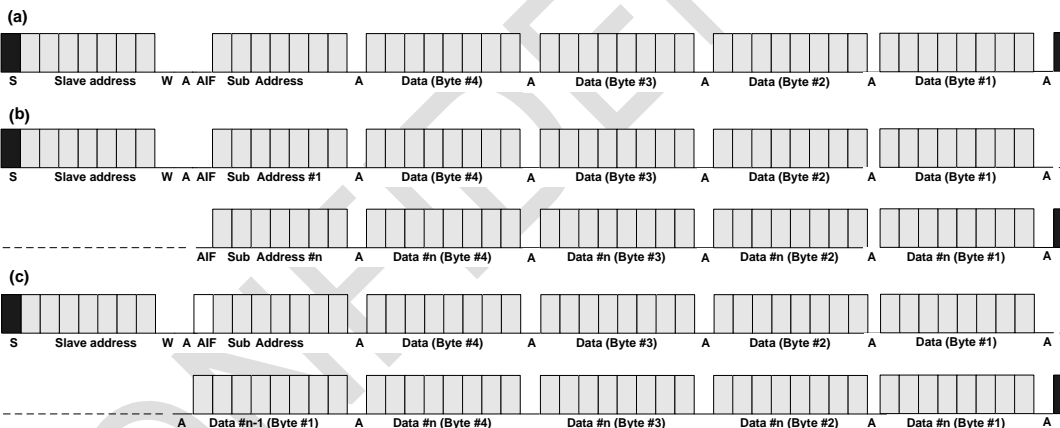 (a)
S Slave address W A AIF Sub Address A Data (Byte #4) A Data (Byte #3) A Data (Byte #2) A Data (Byte #1) A
(b)
S Slave address W A AIF Sub Address #1 A Data (Byte #4) A Data (Byte #3) A Data (Byte #2) A Data (Byte #1) A
AIF Sub Address #n A Data #n (Byte #4) A Data #n (Byte #3) A Data #n (Byte #2) A Data #n (Byte #1) A
(c)
S Slave address W A AIF Sub Address A Data (Byte #4) A Data (Byte #3) A Data (Byte #2) A Data (Byte #1) A
A Data #n-1 (Byte #1) A Data #n (Byte #4) A Data #n (Byte #3) A Data #n (Byte #2) A Data #n (Byte #1) A